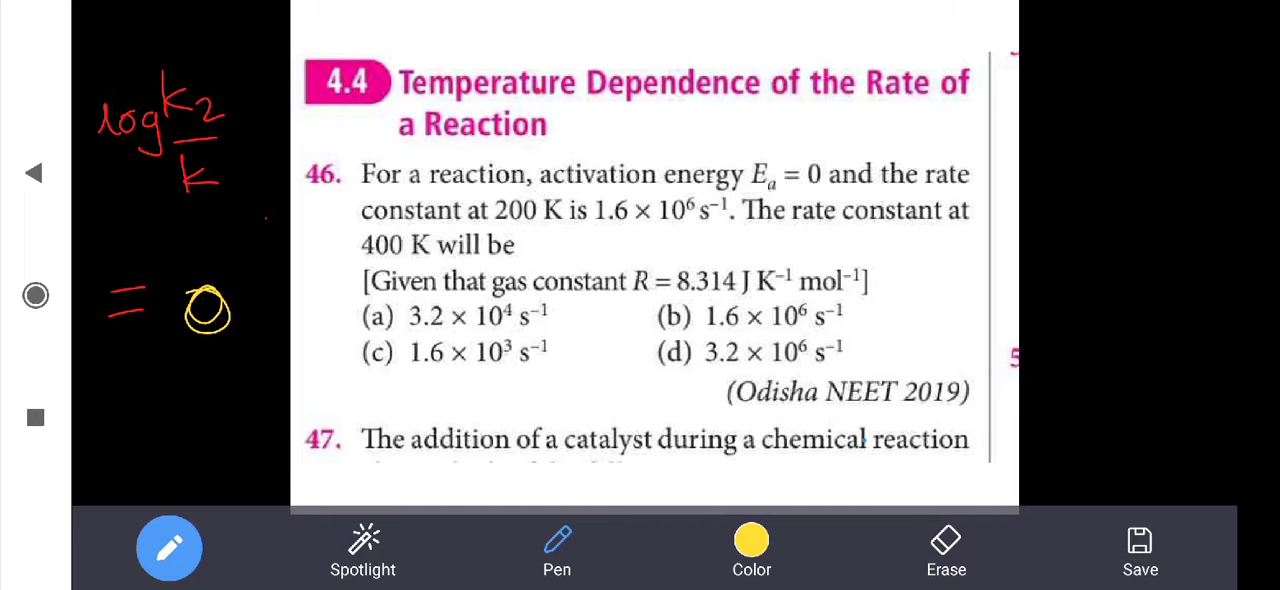 log k2
k
= 0
4.4 Temperature Dependence of the Rate of
a Reaction
46. For a reaction, activation energy Eₐ = 0 and the rate
constant at 200 K is 1.6 × 10⁶ s⁻¹. The rate constant at
400 K will be
[Given that gas constant R = 8.314 J K⁻¹ mol⁻¹]
(a) 3.2 × 10⁴ s⁻¹ (b) 1.6 × 10⁶ s⁻¹
(c) 1.6 × 10³ s⁻¹ (d) 3.2 × 10⁶ s⁻¹
(Odisha NEET 2019)
47. The addition of a catalyst during a chemical reaction
5
Spotlight Pen Color Erase Save